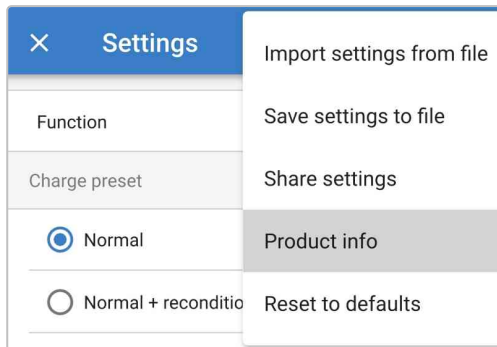 Settings
Function
Charge preset
Normal
Normal + reconditio
Import settings from file
Save settings to file
Share settings
Product info
Reset to defaults